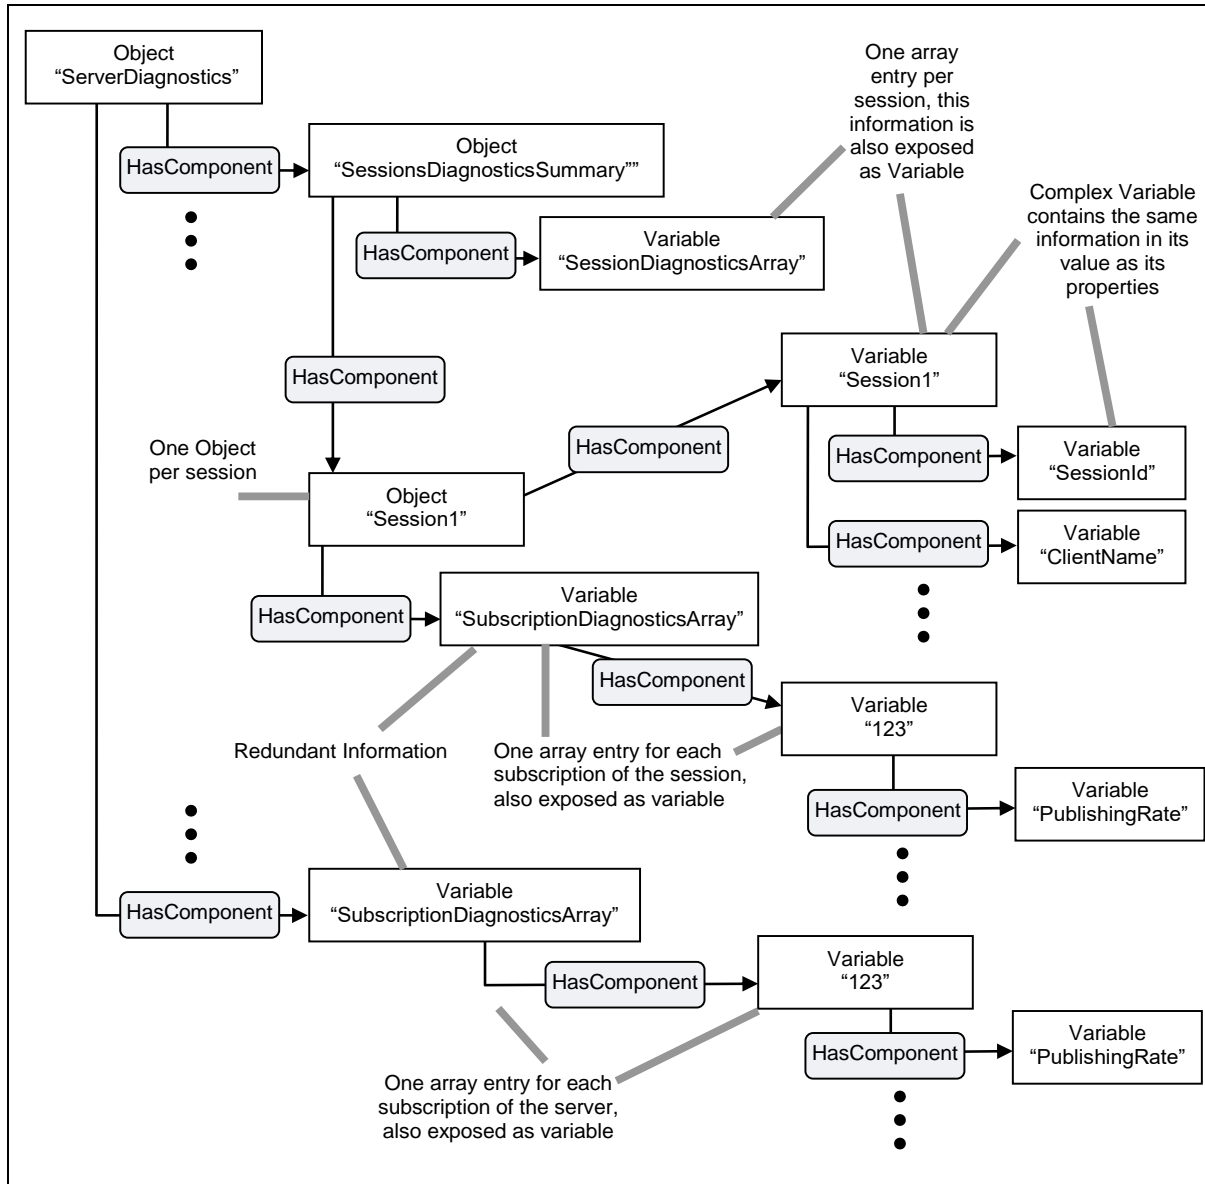 Object
“ServerDiagnostics”
One array
entry per
session, this
information is
also exposed
as Variable
HasComponent
Object
“SessionsDiagnosticsSummary””
Complex Variable
contains the same
information in its
value as its
properties
HasComponent
Variable
“SessionDiagnosticsArray”
HasComponent
Variable
“Session1”
One Object
per session
HasComponent
HasComponent
Variable
“SessionId”
Object
“Session1”
HasComponent
Variable
“ClientName”
HasComponent
Variable
“SubscriptionDiagnosticsArray”
HasComponent
Variable
“123”
Redundant Information
One array entry for each
subscription of the session,
also exposed as variable
HasComponent
Variable
“PublishingRate”
HasComponent
Variable
“SubscriptionDiagnosticsArray”
HasComponent
Variable
“123”
HasComponent
Variable
“PublishingRate”
One array entry for each
subscription of the server,
also exposed as variable